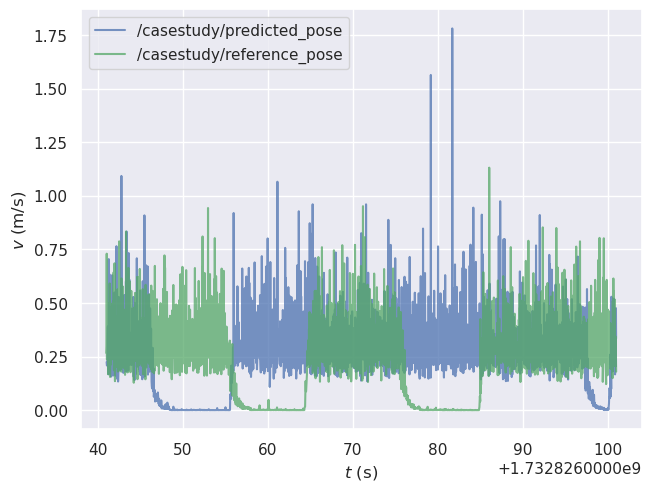 /casestudy/predicted_pose
/casestudy/reference_pose
1.75
1.50
1.25
1.00
0.75
0.50
0.25
0.00
v (m/s)
40 50 60 70 80 90 100
t (s)
+1.7328260000e9